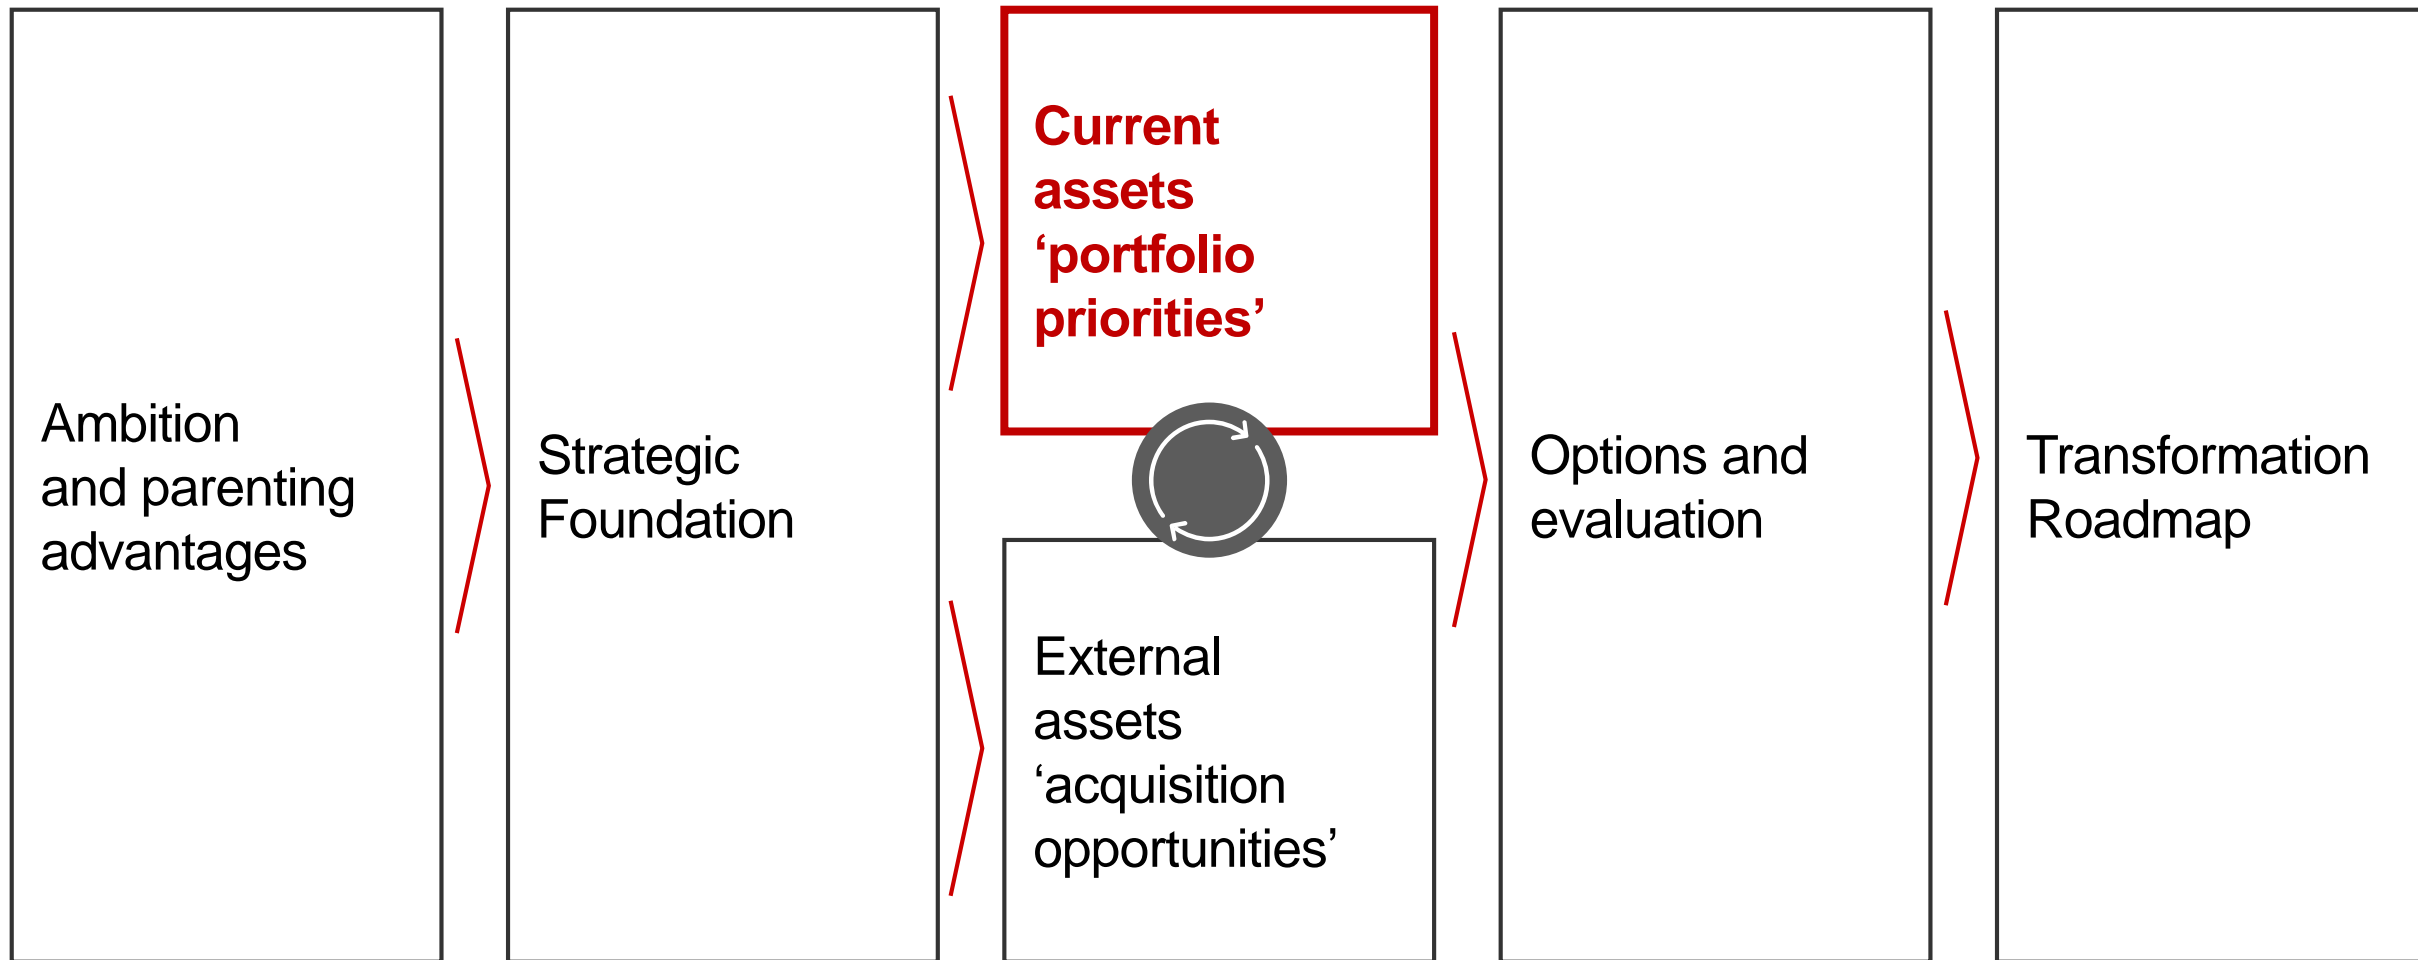 Ambition
and parenting
advantages
Strategic
Foundation
Current
assets
‘portfolio
priorities’
External
assets
‘acquisition
opportunities’
Options and
evaluation
Transformation
Roadmap